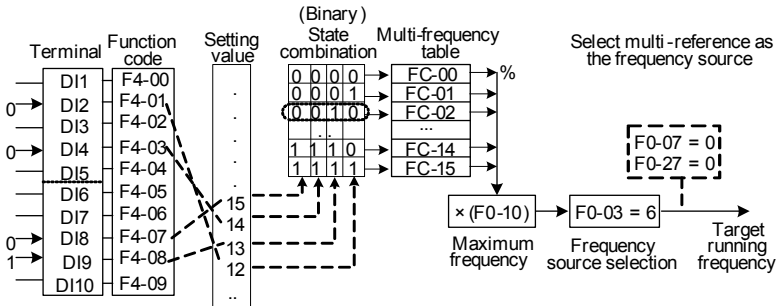 (Binary)
Terminal
Function
code
Setting
value
State
combination
Multi-frequency
table
Select multi-reference as
the frequency source
DI1 F4-00 0 0 0 0 FC-00 %
0 DI2 F4-01 . 0 0 0 1 FC-01
DI3 F4-02 . 0 0 1 0 FC-02
. .. ...
0 DI4 F4-03 . 1 1 1 0 FC-14
DI5 F4-04 . 1 1 1 1 FC-15
F0-07 = 0
F0-27 = 0
DI6 F4-05 15
DI7 F4-06 14
0 DI8 F4-07 13
1 DI9 F4-08 12
DI10 F4-09 ..
× (F0-10)
F0-03 = 6
Maximum
frequency
Frequency
source selection
Target
running
frequency